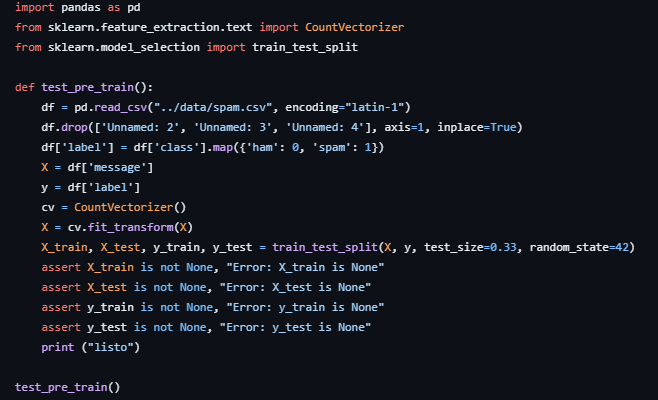 import pandas as pd
from sklearn.feature_extraction.text import CountVectorizer
from sklearn.model_selection import train_test_split

def test_pre_train():
    df = pd.read_csv("../data/spam.csv", encoding="latin-1")
    df.drop(['Unnamed: 2', 'Unnamed: 3', 'Unnamed: 4'], axis=1, inplace=True)
    df['label'] = df['class'].map({'ham': 0, 'spam': 1})
    X = df['message']
    y = df['label']
    cv = CountVectorizer()
    X = cv.fit_transform(X)
    X_train, X_test, y_train, y_test = train_test_split(X, y, test_size=0.33, random_state=42)
    assert X_train is not None, "Error: X_train is None"
    assert X_test is not None, "Error: X_test is None"
    assert y_train is not None, "Error: y_train is None"
    assert y_test is not None, "Error: y_test is None"
    print ("listo")

test_pre_train()